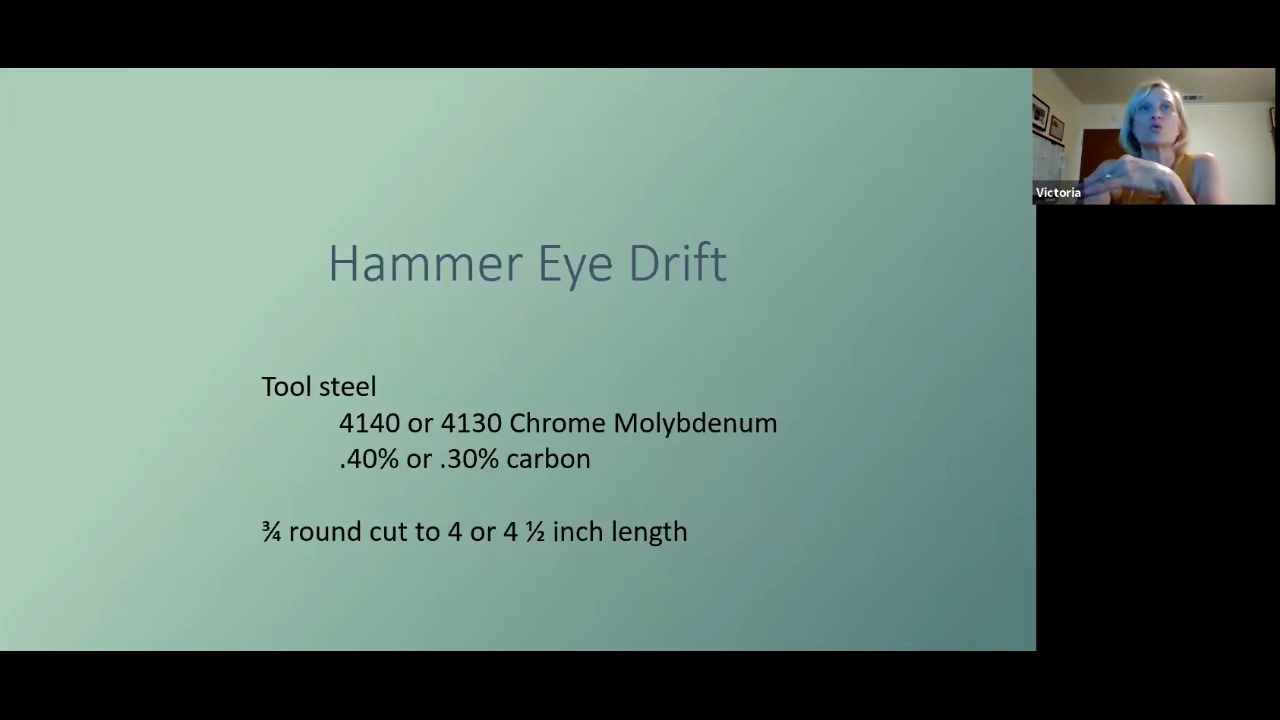 Hammer Eye Drift
Tool steel
4140 or 4130 Chrome Molybdenum
.40% or .30% carbon
¾ round cut to 4 or 4 ½ inch length
Victoria